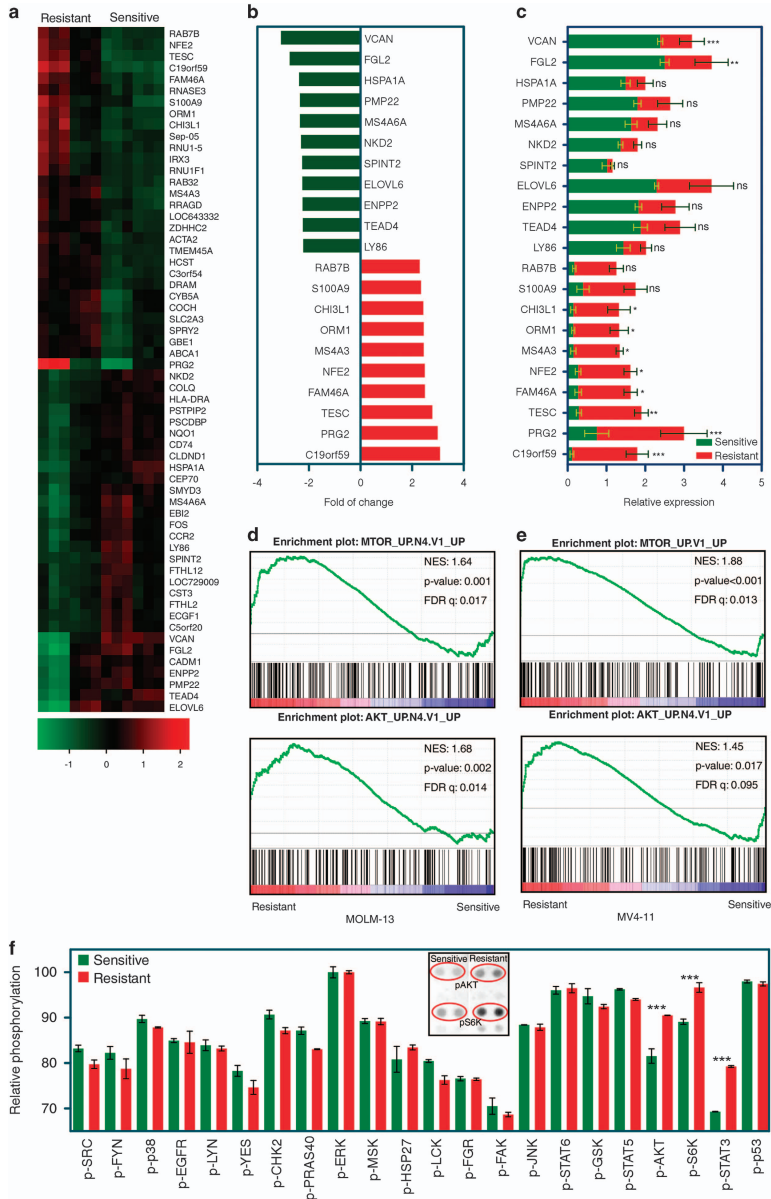 a
Resistant Sensitive
RAB7B
NFE2
TESC
C19orf59
FAM46A
RNASE3
S100A9
ORM1
CHI3L1
Sep-05
RNU1-5
IRX3
RNU1F1
RAB32
MS4A3
RRAGD
LOC643332
ZDHHC2
ACTA2
TMEM45A
HCST
C3orf54
DRAM
CYB5A
COCH
SLC2A3
SPRY2
GBE1
ABCA1
PRG2
NKD2
COLQ
HLA-DRA
PSTPIP2
PSCDBP
NQO1
CD74
CLDND1
HSPA1A
CEP70
SMYD3
MS4A6A
EBI2
FOS
CCR2
LY86
SPINT2
FTHL12
LOC729009
CST3
FTHL2
ECGF1
C5orf20
VCAN
FGL2
CADM1
ENPP2
PMP22
TEAD4
ELOVL6
-1 0 1 2
b
VCAN
FGL2
HSPA1A
PMP22
MS4A6A
NKD2
SPINT2
ELOVL6
ENPP2
TEAD4
LY86
RAB7B
S100A9
CHI3L1
ORM1
MS4A3
NFE2
FAM46A
TESC
PRG2
C19orf59
-4 -2 0 2 4
Fold of change
c
VCAN ***
FGL2 **
HSPA1A ns
PMP22 ns
MS4A6A ns
NKD2 ns
SPINT2 ns
ELOVL6 ns
ENPP2 ns
TEAD4 ns
LY86 ns
RAB7B ns
S100A9 ns
CHI3L1 *
ORM1 *
MS4A3 *
NFE2 *
FAM46A *
TESC **
PRG2 ***
C19orf59 ***
Sensitive
Resistant
0 1 2 3 4 5
Relative expression
d
Enrichment plot: MTOR_UP.N4.V1_UP
NES: 1.64
p-value: 0.001
FDR q: 0.017
Enrichment plot: AKT_UP.N4.V1_UP
NES: 1.68
p-value: 0.002
FDR q: 0.014
Resistant Sensitive
MOLM-13
e
Enrichment plot: MTOR_UP.V1_UP
NES: 1.88
p-value<0.001
FDR q: 0.013
Enrichment plot: AKT_UP.N4.V1_UP
NES: 1.45
p-value: 0.017
FDR q: 0.095
Resistant Sensitive
MV4-11
f
Sensitive
Resistant
Sensitive Resistant
pAKT
pS6K
*** *** ***
Relative phosphorylation
100
90
80
70
p-SRC
p-FYN
p-p38
p-EGFR
p-LYN
p-YES
p-CHK2
p-PRAS40
p-ERK
p-MSK
p-HSP27
p-LCK
p-FGR
p-FAK
p-JNK
p-STAT6
p-GSK
p-STAT5
p-AKT
p-S6K
p-STAT3
p-p53